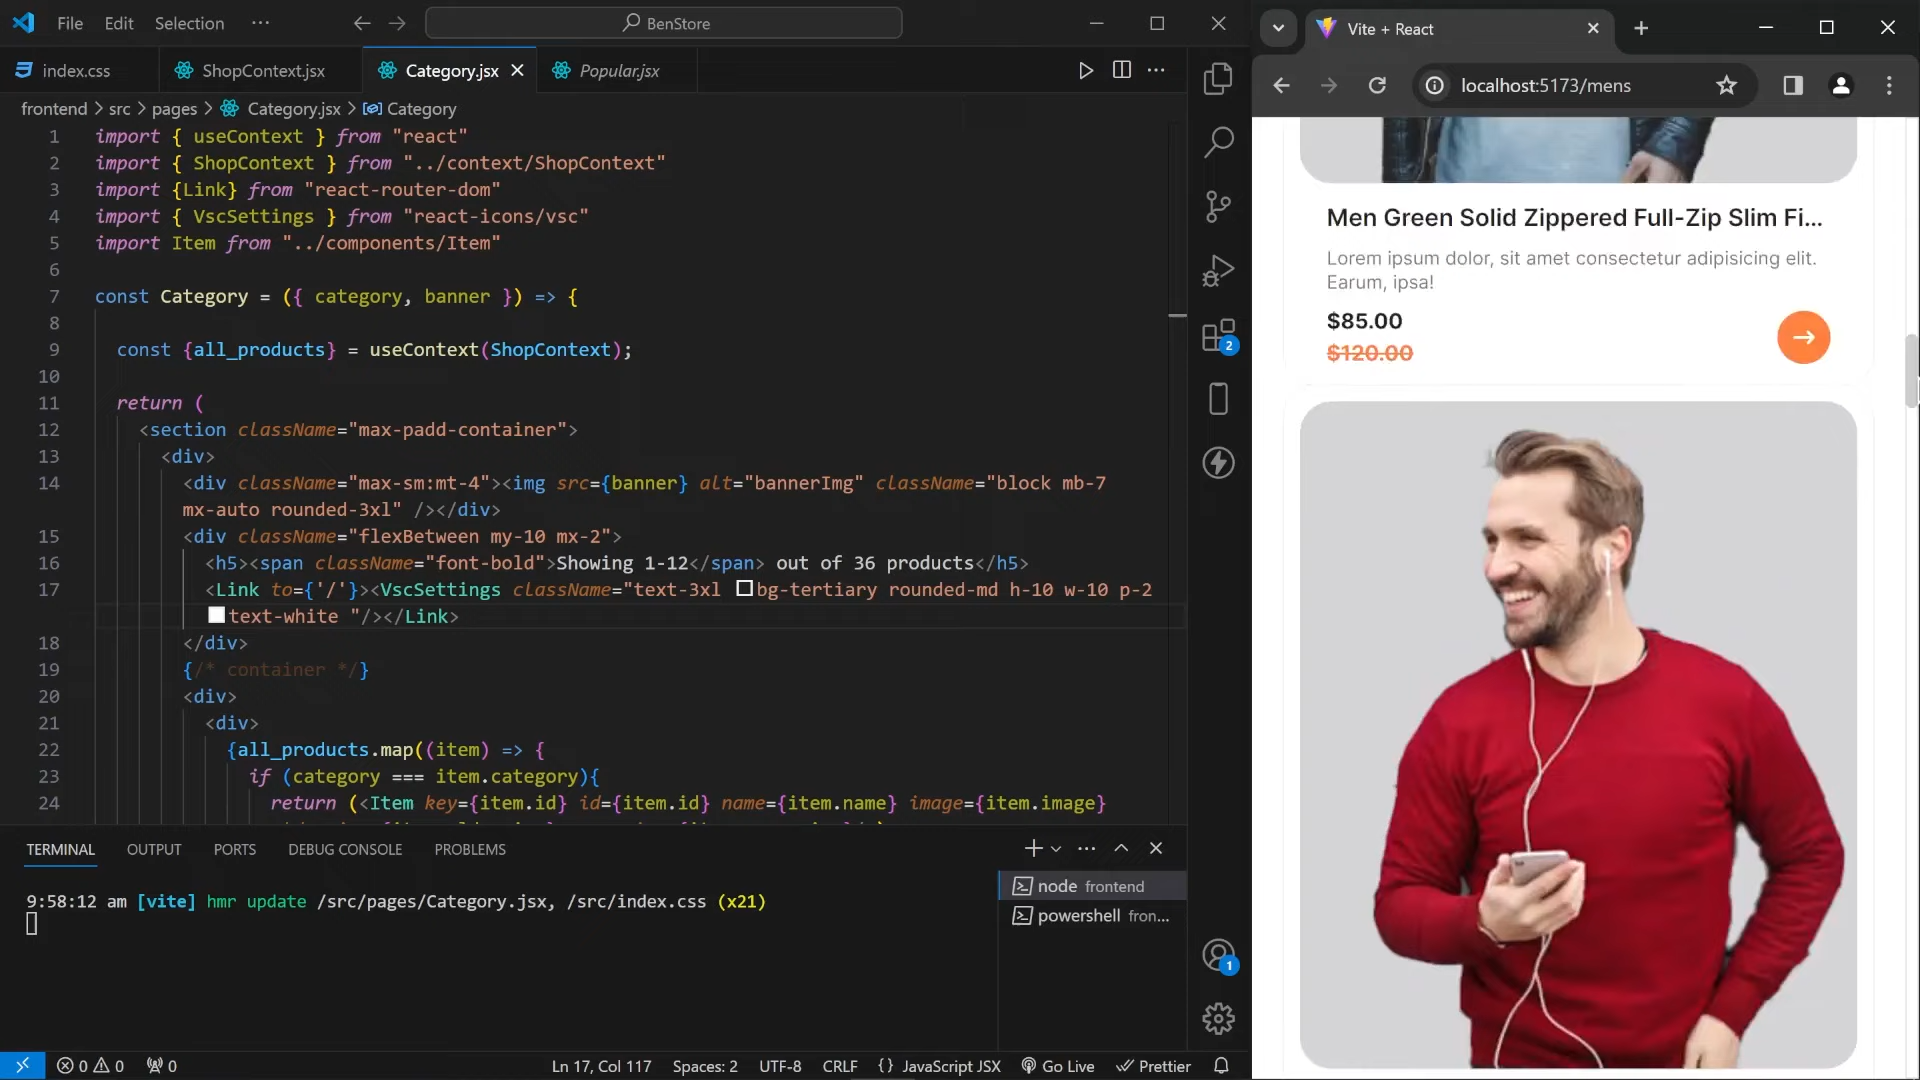 File Edit Selection ···
BenStore
index.css
ShopContext.jsx
Category.jsx
Popular.jsx
frontend > src > pages > Category.jsx > Category
1 import { useContext } from "react"
2 import { ShopContext } from "../context/ShopContext"
3 import {Link} from "react-router-dom"
4 import { VscSettings } from "react-icons/vsc"
5 import Item from "../components/Item"
6
7 const Category = ({ category, banner }) => {
8
9 const {all_products} = useContext(ShopContext);
10
11 return (
12 <section className="max-padd-container">
13 <div>
14 <div className="max-sm:mt-4"><img src={banner} alt="bannerImg" className="block mb-7
mx-auto rounded-3xl" /></div>
15 <div className="flexBetween my-10 mx-2">
16 <h5><span className="font-bold">Showing 1-12</span> out of 36 products</h5>
17 <Link to={'/'}><VscSettings className="text-3xl bg-tertiary rounded-md h-10 w-10 p-2
text-white "/></Link>
18 </div>
19 {/* container */}
20 <div>
21 <div>
22 {all_products.map((item) => {
23 if (category === item.category){
24 return (<Item key={item.id} id={item.id} name={item.name} image={item.image}
TERMINAL OUTPUT PORTS DEBUG CONSOLE PROBLEMS
9:58:12 am [vite] hmr update /src/pages/Category.jsx, /src/index.css (x21)
node frontend
powershell fron...
2
1
0 0 0
Ln 17, Col 117 Spaces: 2 UTF-8 CRLF {} JavaScript JSX Go Live Prettier
Vite + React
localhost:5173/mens
Men Green Solid Zippered Full-Zip Slim Fi...
Lorem ipsum dolor, sit amet consectetur adipisicing elit.
Earum, ipsa!
$85.00
$120.00